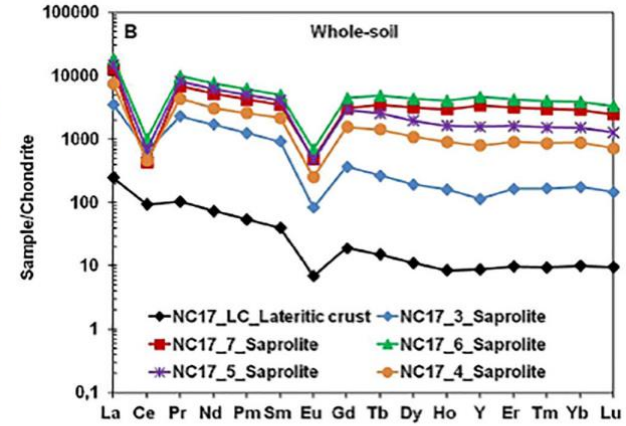 100000
B
Whole-soil
10000
1000
100
10
1
0,1
Sample/Chondrite
NC17_LC_Lateritic crust
NC17_3_Saprolite
NC17_7_Saprolite
NC17_6_Saprolite
NC17_5_Saprolite
NC17_4_Saprolite
La Ce Pr Nd Pm Sm Eu Gd Tb Dy Ho Y Er Tm Yb Lu